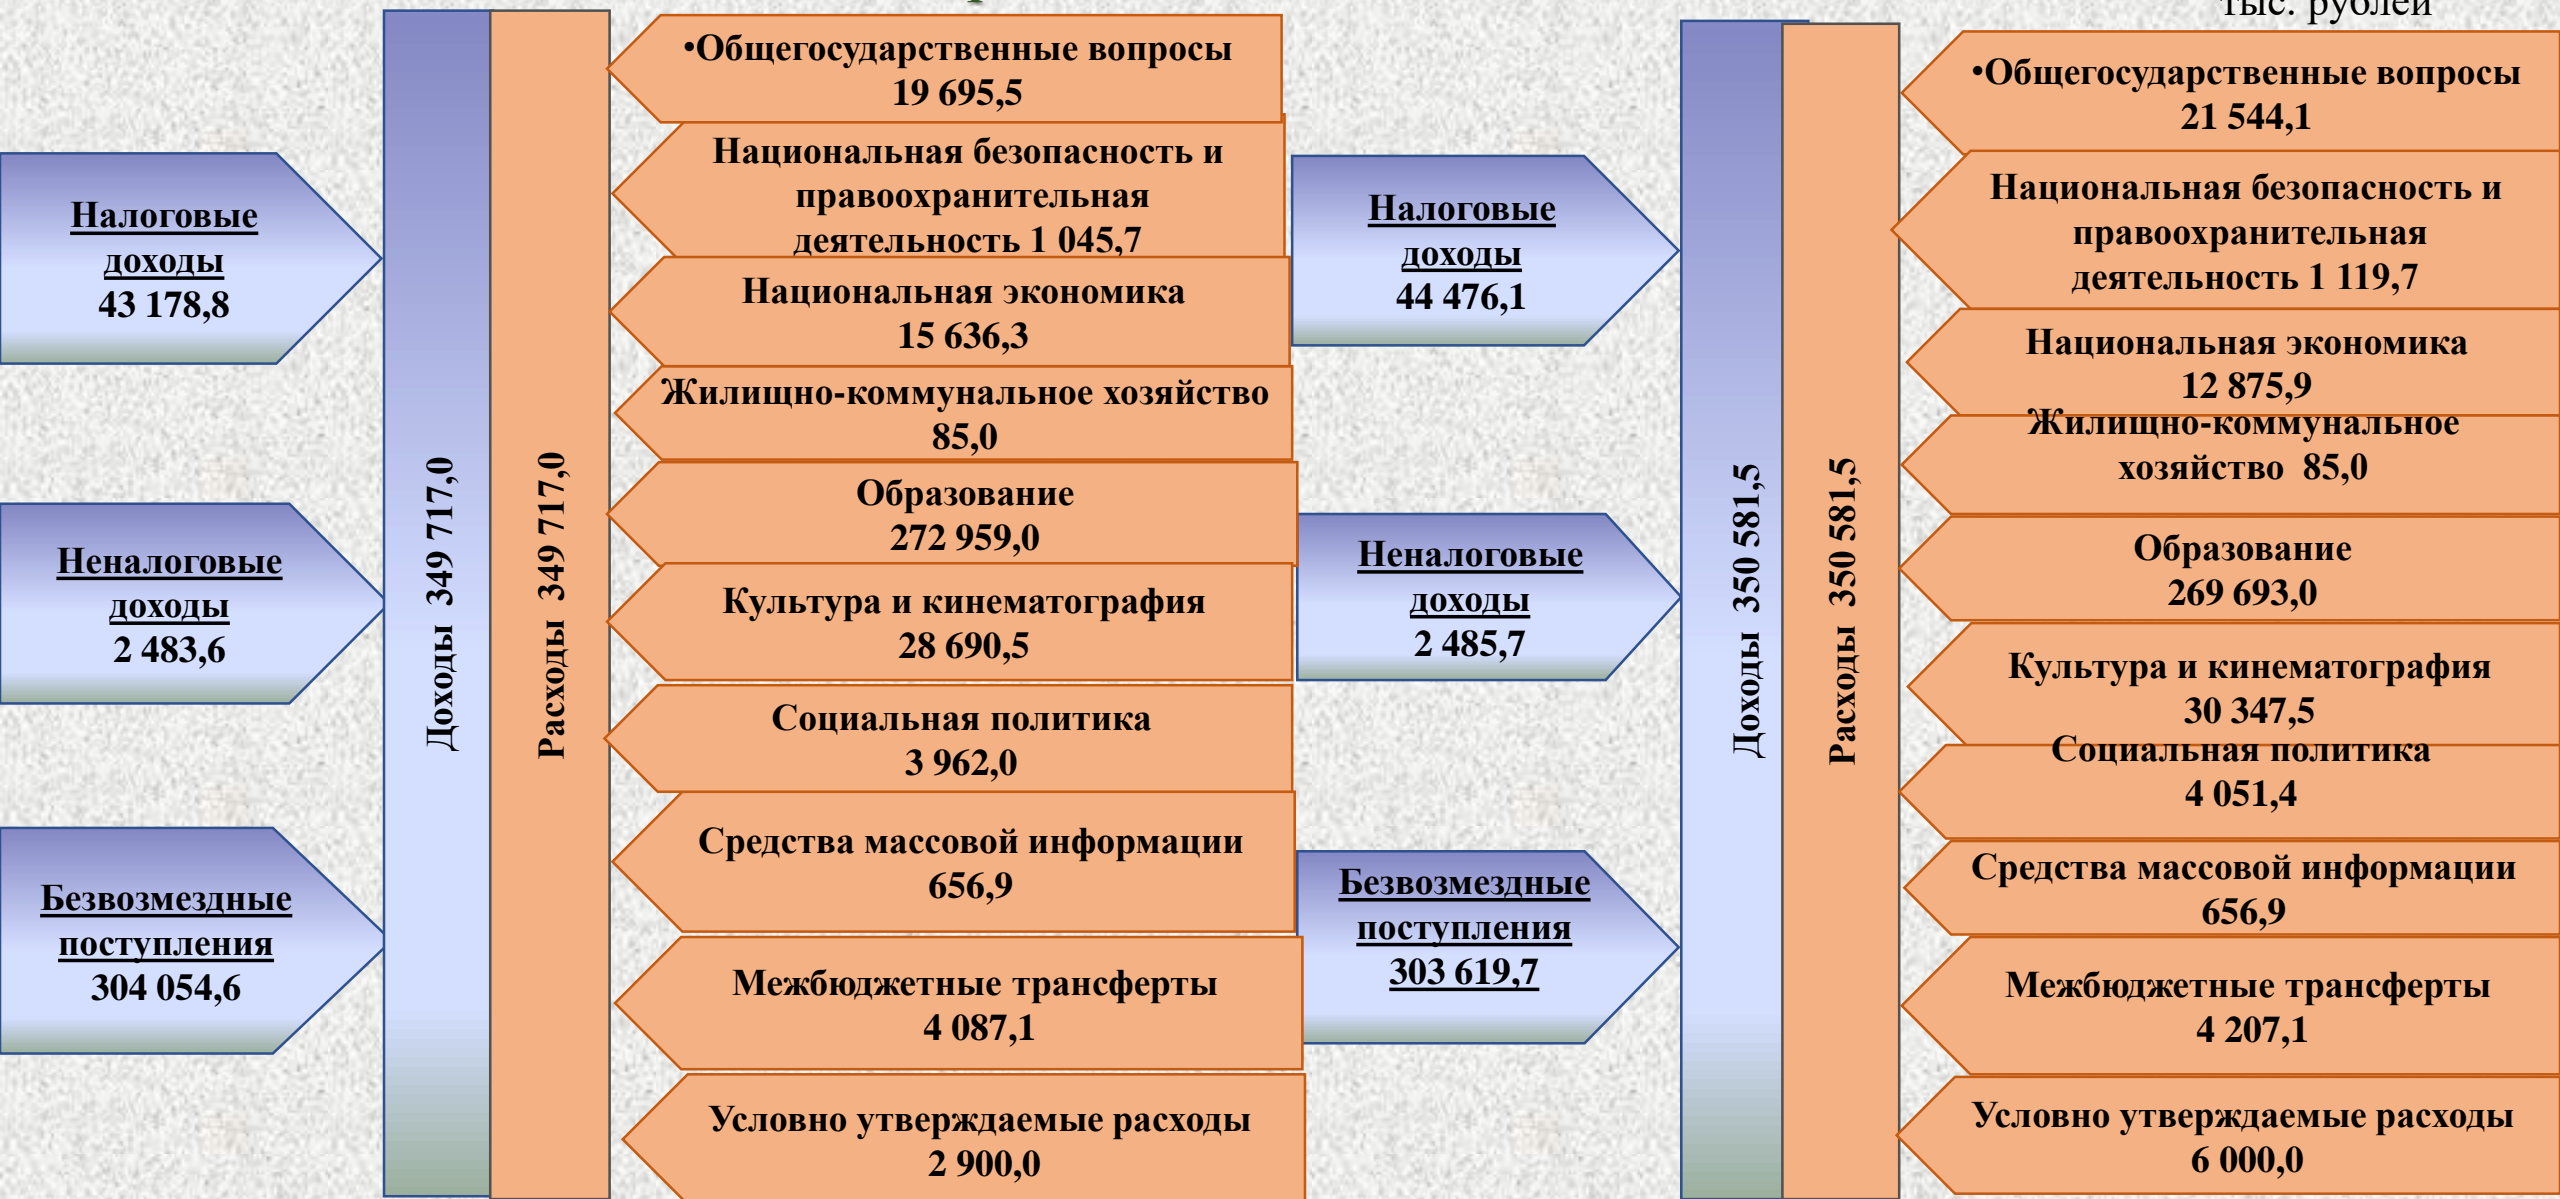 тыс. рублей
Налоговые
доходы
43 178,8
Неналоговые
доходы
2 483,6
Безвозмездные
поступления
304 054,6
Доходы 349 717,0
Расходы 349 717,0
•Общегосударственные вопросы
19 695,5
Национальная безопасность и
правоохранительная
деятельность 1 045,7
Национальная экономика
15 636,3
Жилищно-коммунальное хозяйство
85,0
Образование
272 959,0
Культура и кинематография
28 690,5
Социальная политика
3 962,0
Средства массовой информации
656,9
Межбюджетные трансферты
4 087,1
Условно утверждаемые расходы
2 900,0
Налоговые
доходы
44 476,1
Неналоговые
доходы
2 485,7
Безвозмездные
поступления
303 619,7
Доходы 350 581,5
Расходы 350 581,5
•Общегосударственные вопросы
21 544,1
Национальная безопасность и
правоохранительная
деятельность 1 119,7
Национальная экономика
12 875,9
Жилищно-коммунальное
хозяйство 85,0
Образование
269 693,0
Культура и кинематография
30 347,5
Социальная политика
4 051,4
Средства массовой информации
656,9
Межбюджетные трансферты
4 207,1
Условно утверждаемые расходы
6 000,0